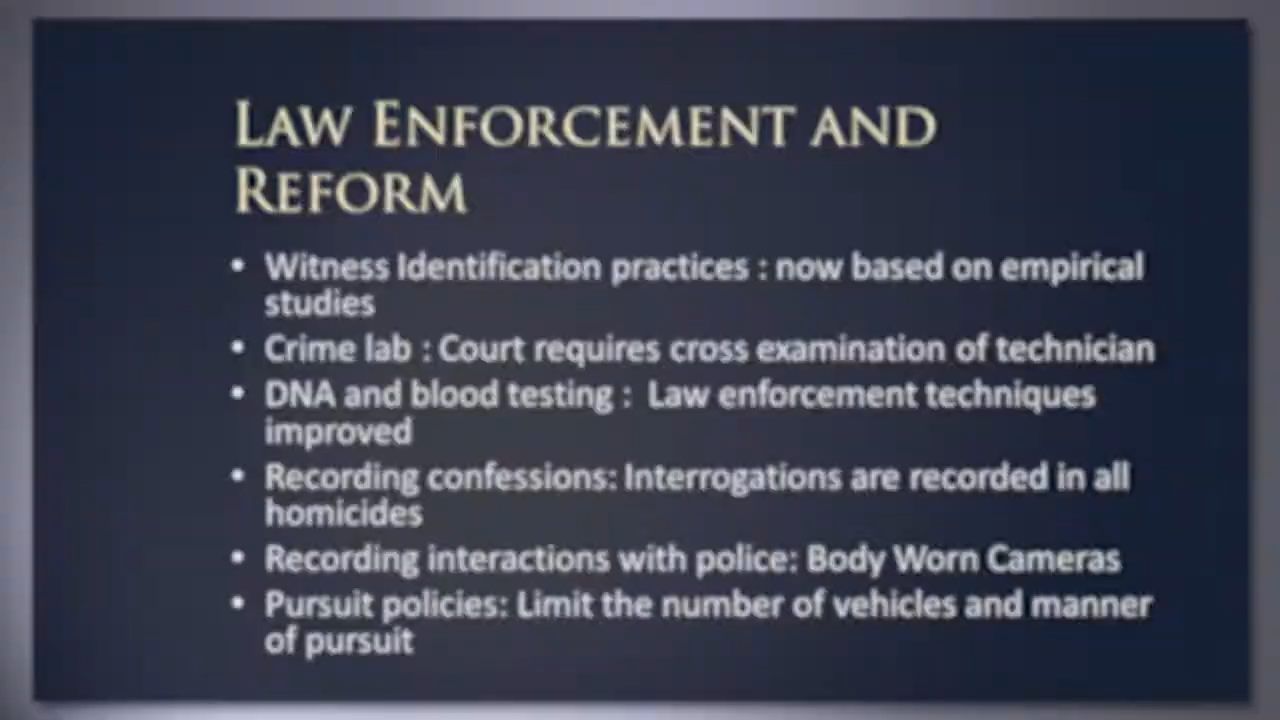 LAW ENFORCEMENT AND
REFORM
• Witness Identification practices : now based on empirical
studies
• Crime lab : Court requires cross examination of technician
• DNA and blood testing :  Law enforcement techniques
improved
• Recording confessions: Interrogations are recorded in all
homicides
• Recording interactions with police: Body Worn Cameras
• Pursuit policies: Limit the number of vehicles and manner
of pursuit